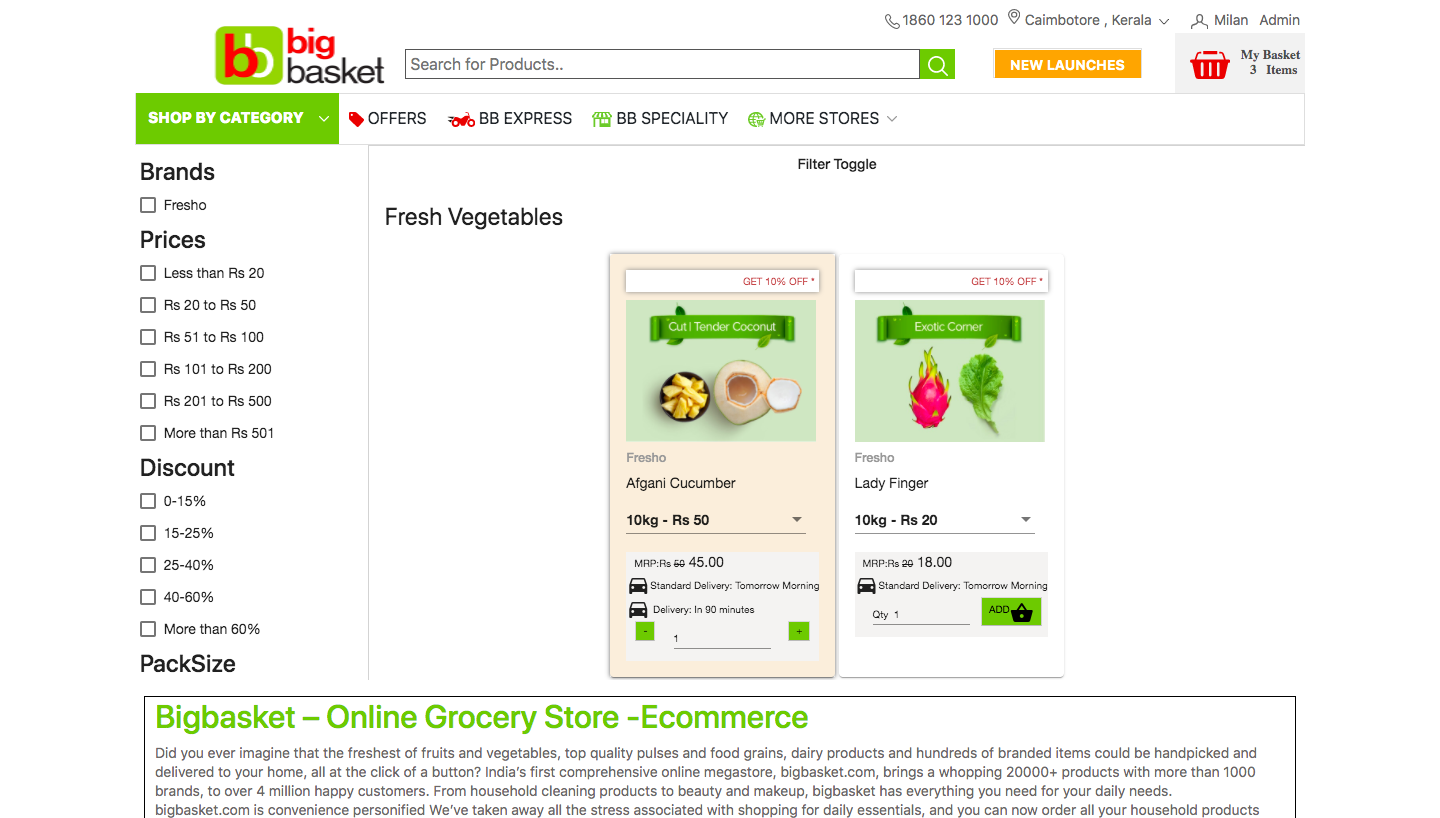 1860 123 1000 Caimbotore , Kerala Milan Admin
bb big basket
Search for Products..
NEW LAUNCHES
My Basket
3 Items
SHOP BY CATEGORY OFFERS BB EXPRESS BB SPECIALITY MORE STORES
Brands
Fresho
Prices
Less than Rs 20
Rs 20 to Rs 50
Rs 51 to Rs 100
Rs 101 to Rs 200
Rs 201 to Rs 500
More than Rs 501
Discount
0-15%
15-25%
25-40%
40-60%
More than 60%
PackSize
Filter Toggle
Fresh Vegetables
GET 10% OFF *
Cut | Tender Coconut
Fresho
Afgani Cucumber
10kg - Rs 50
MRP:Rs 50 45.00
Standard Delivery: Tomorrow Morning
Delivery: In 90 minutes
- 1 +
GET 10% OFF *
Exotic Corner
Fresho
Lady Finger
10kg - Rs 20
MRP:Rs 20 18.00
Standard Delivery: Tomorrow Morning
Qty 1 ADD
Bigbasket – Online Grocery Store -Ecommerce
Did you ever imagine that the freshest of fruits and vegetables, top quality pulses and food grains, dairy products and hundreds of branded items could be handpicked and
delivered to your home, all at the click of a button? India’s first comprehensive online megastore, bigbasket.com, brings a whopping 20000+ products with more than 1000
brands, to over 4 million happy customers. From household cleaning products to beauty and makeup, bigbasket has everything you need for your daily needs.
bigbasket.com is convenience personified We’ve taken away all the stress associated with shopping for daily essentials, and you can now order all your household products